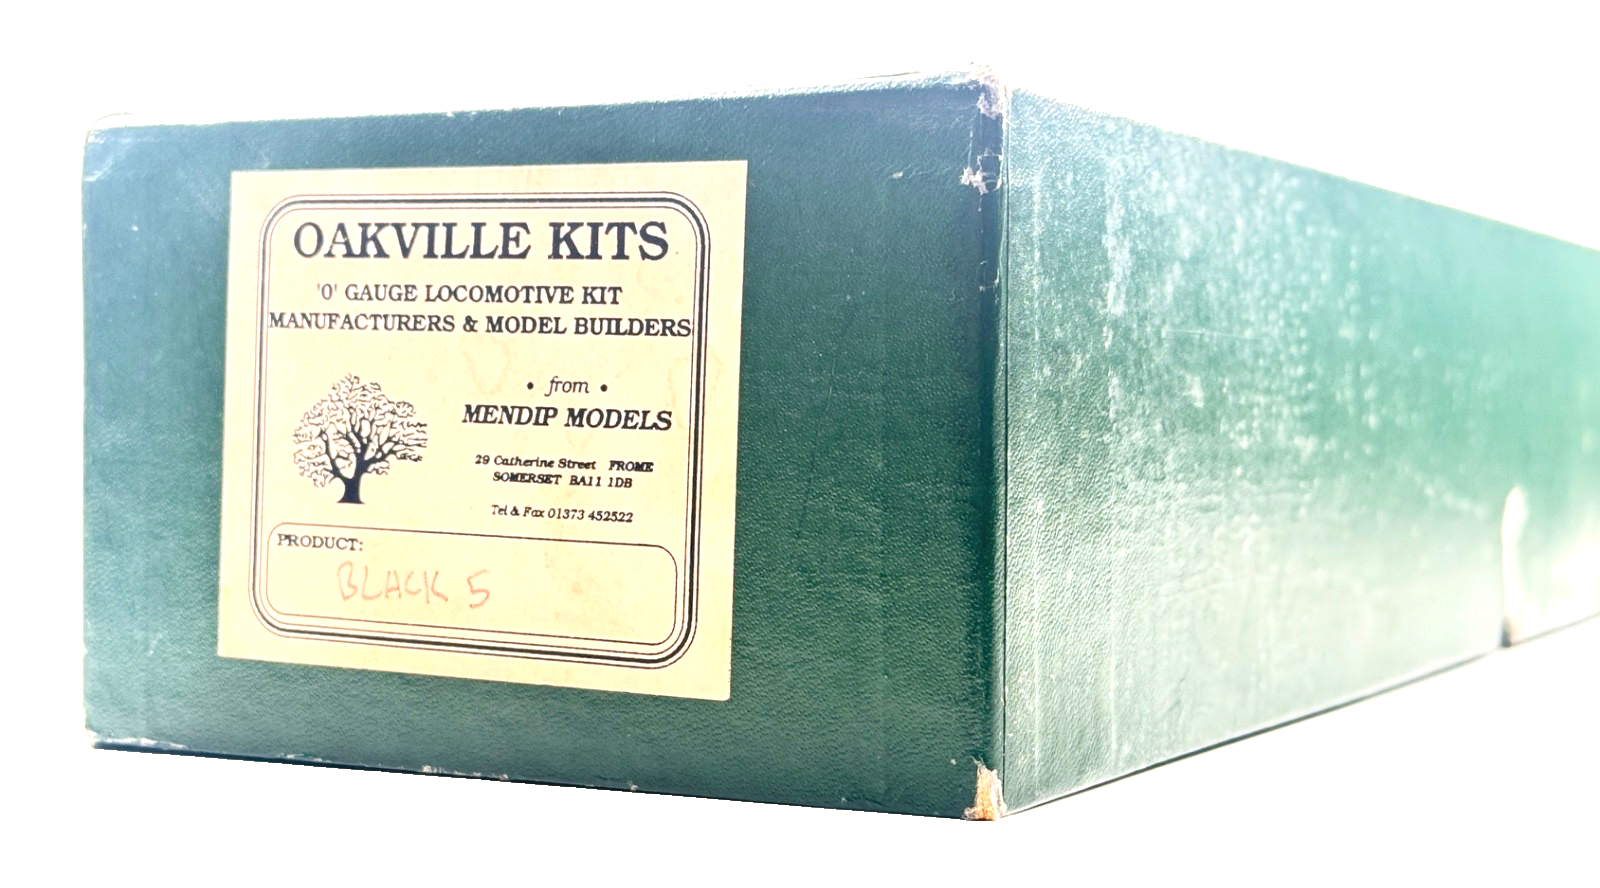 OAKVILLE KITS
'O' GAUGE LOCOMOTIVE KIT
MANUFACTURERS & MODEL BUILDERS
• from •
MENDIP MODELS
29 Catherine Street FROME
SOMERSET BA11 1DB
Tel & Fax 01373 452522
PRODUCT:
BLACK 5